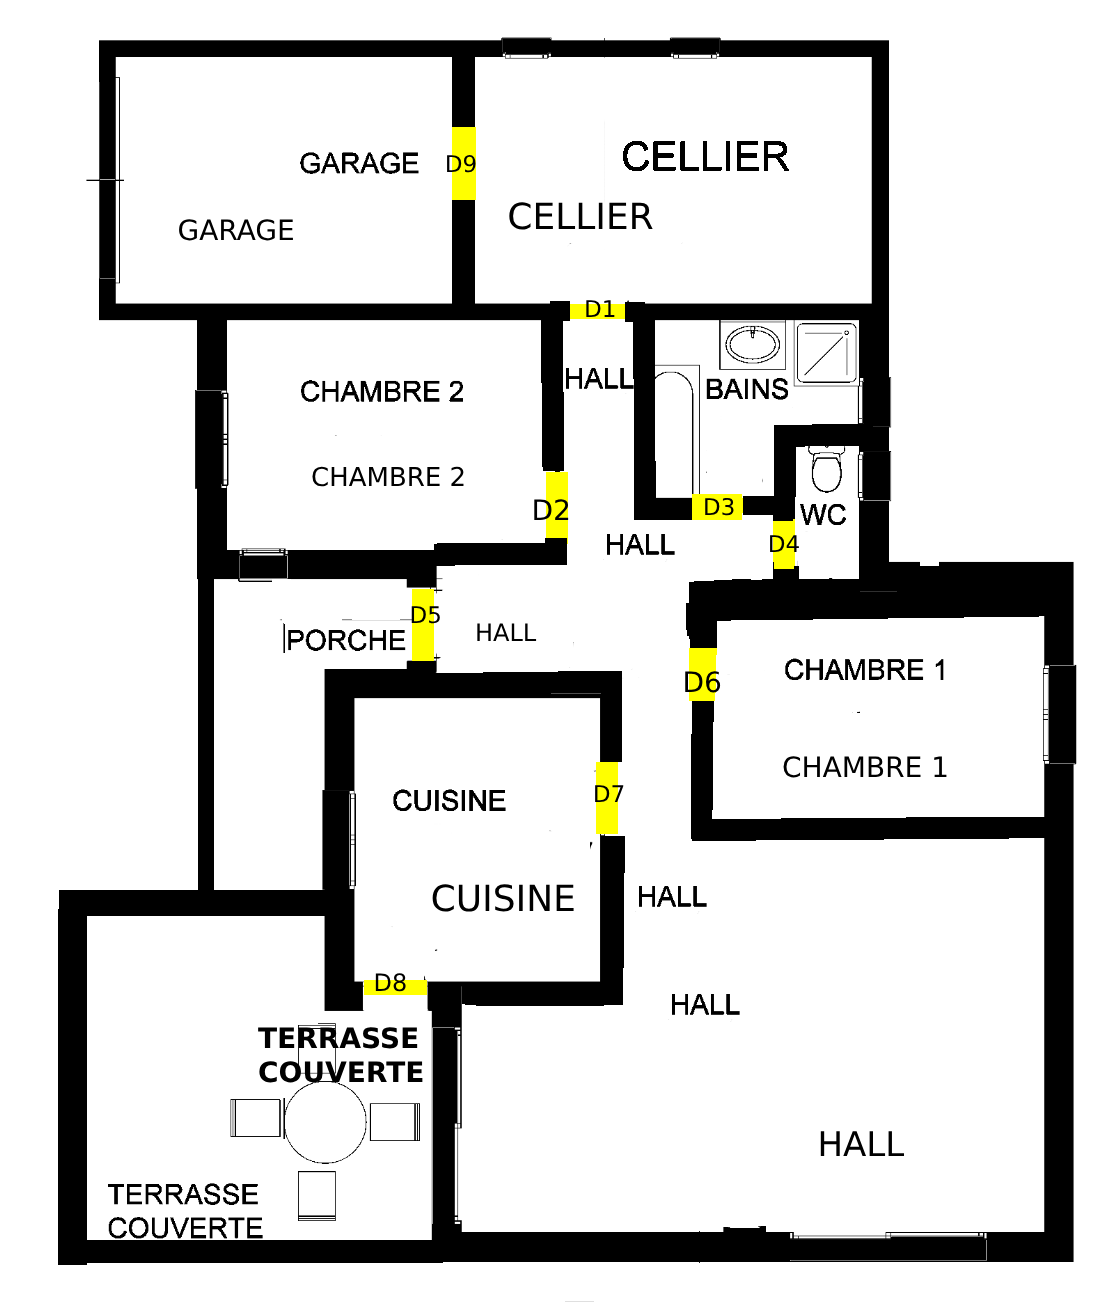 CELLIER
GARAGE
D9
CELLIER
GARAGE
D1
HALL
CHAMBRE 2
BAINS
CHAMBRE 2
D2
D3
WC
HALL
D4
D5
HALL
PORCHE
CHAMBRE 1
D6
CHAMBRE 1
D7
CUISINE
CUISINE
HALL
D8
HALL
TERRASSE
COUVERTE
HALL
TERRASSE
COUVERTE